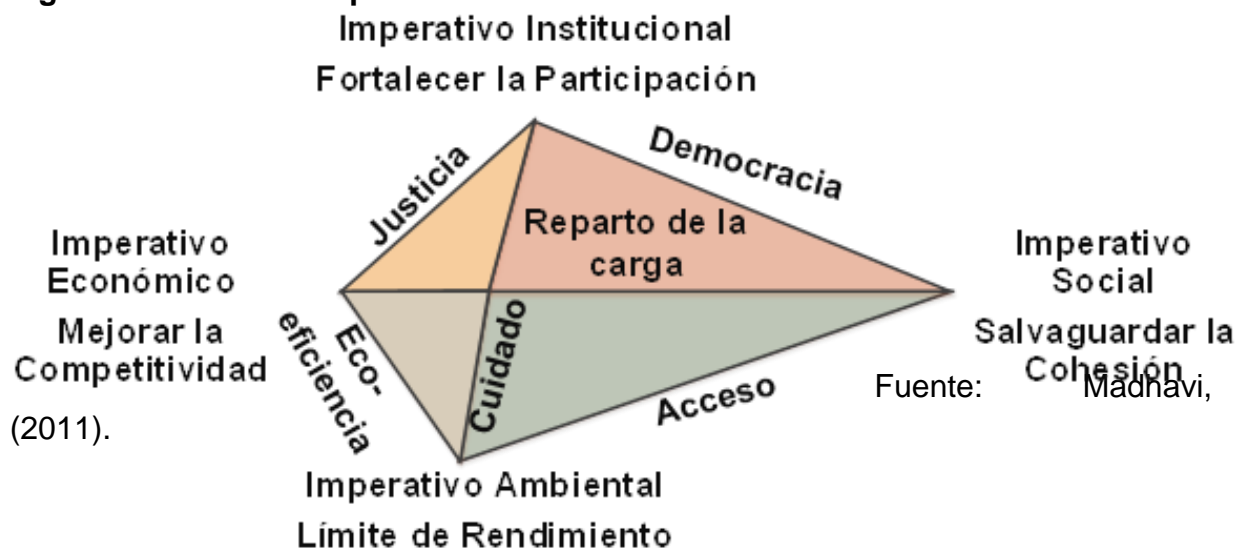 Imperativo Institucional
Fortalecer la Participación
Justicia
Democracia
Reparto de la
carga
Imperativo
Económico
Mejorar la
Competitividad
Imperativo
Social
Salvaguardar la
Cohesión
Eco-
eficiencia
Cuidado
Acceso
Fuente: Madhavi,
(2011).
Imperativo Ambiental
Límite de Rendimiento